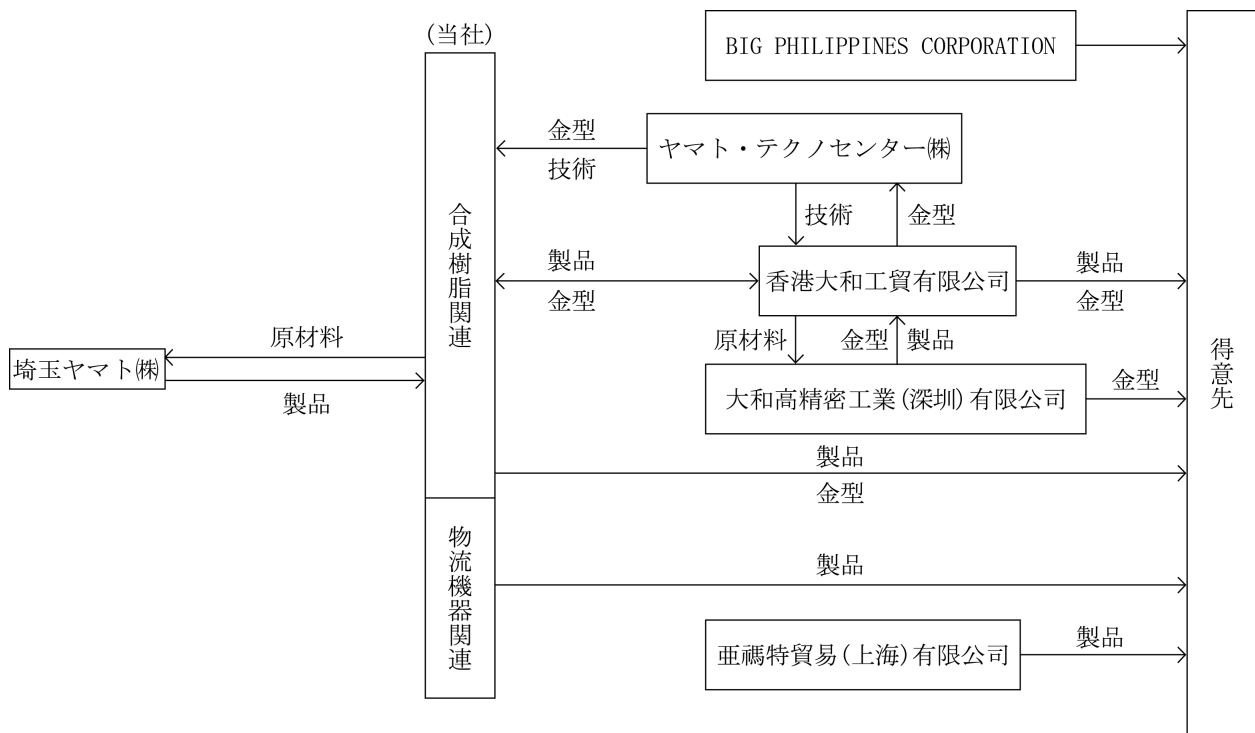 (当社)
BIG PHILIPPINES CORPORATION
金型
技術
ヤマト・テクノセンター㈱
技術
金型
合成樹脂関連
製品
金型
香港大和工貿有限公司
製品
金型
原材料
金型
製品
原材料
埼玉ヤマト㈱
製品
大和高精密工業(深圳)有限公司
金型
得意先
製品
金型
物流機器関連
製品
亜禡特貿易(上海)有限公司
製品